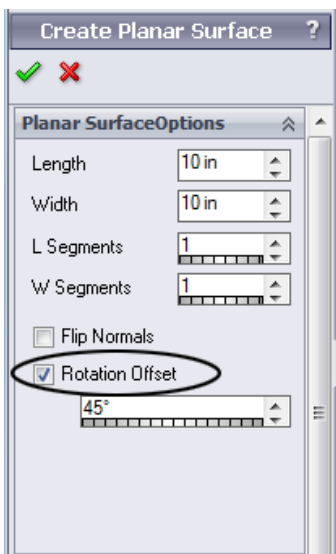 Create Planar Surface ?
Planar SurfaceOptions
Length 10 in
Width 10 in
L Segments 1
W Segments 1
Flip Normals
Rotation Offset
45°